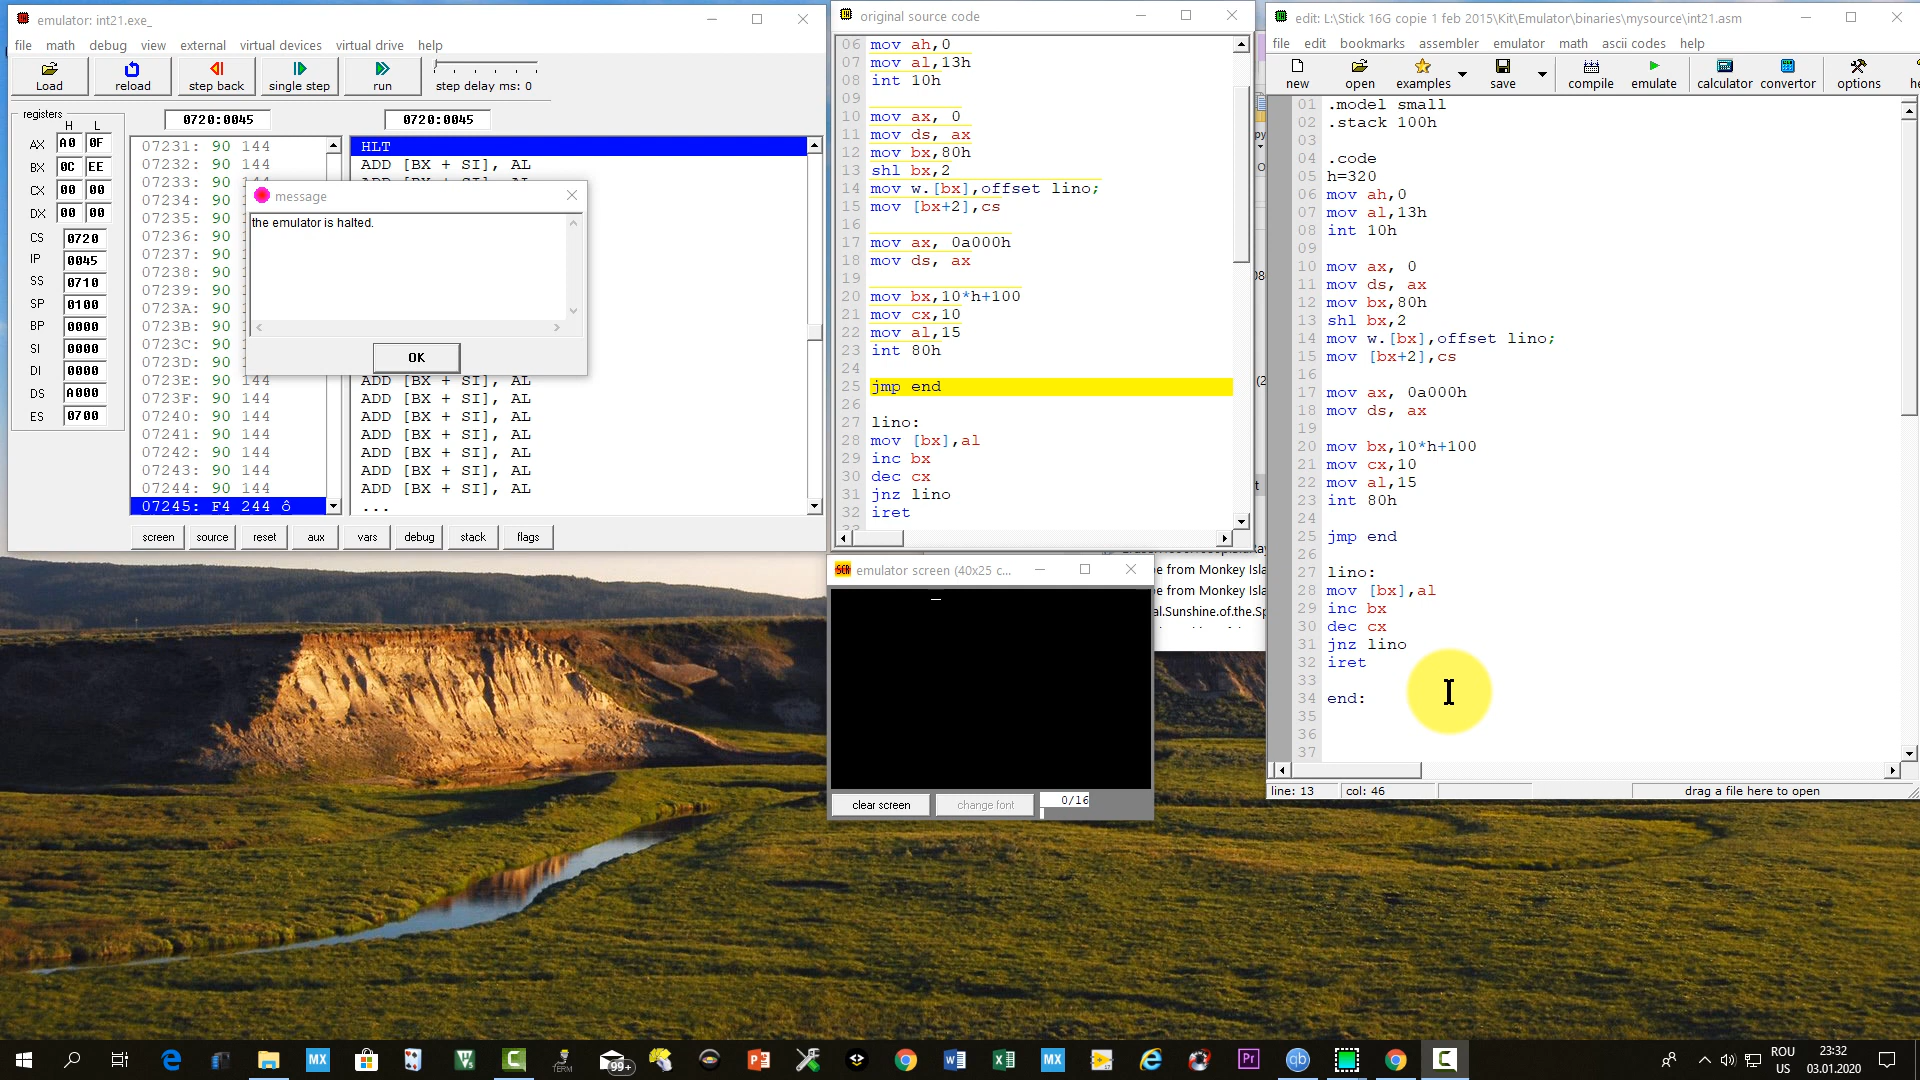 emulator: int21.exe_
file math debug view external virtual devices virtual drive help
Load reload step back single step run step delay ms: 0
registers
H L
AX A0 0F
BX 0C EE
CX 00 00
DX 00 00
CS 0720
IP 0045
SS 0710
SP 0100
BP 0000
SI 0000
DI 0000
DS A000
ES 0700
0720:0045
0720:0045
07231: 90 144
07232: 90 144
07233: 90 1
07234: 90 1
07235: 90 1
07236: 90 1
07237: 90 1
07238: 90 1
07239: 90 1
0723A: 90 1
0723B: 90 1
0723C: 90 1
0723D: 90 1
0723E: 90 144
0723F: 90 144
07240: 90 144
07241: 90 144
07242: 90 144
07243: 90 144
07244: 90 144
07245: F4 244 ô
HLT
ADD [BX + SI], AL
ADD [BX + SI], AL
ADD [BX + SI], AL
ADD [BX + SI], AL
ADD [BX + SI], AL
ADD [BX + SI], AL
ADD [BX + SI], AL
ADD [BX + SI], AL
...
message
the emulator is halted.
OK
screen source reset aux vars debug stack flags
original source code
06 mov ah,0
07 mov al,13h
08 int 10h
09
10 mov ax, 0
11 mov ds, ax
12 mov bx,80h
13 shl bx,2
14 mov w.[bx],offset lino;
15 mov [bx+2],cs
16
17 mov ax, 0a000h
18 mov ds, ax
19
20 mov bx,10*h+100
21 mov cx,10
22 mov al,15
23 int 80h
24
25 jmp end
26
27 lino:
28 mov [bx],al
29 inc bx
30 dec cx
31 jnz lino
32 iret
emulator screen (40x25 c...
clear screen change font 0/16
pe from Monkey Isla
pe from Monkey Isla
al.Sunshine.of.the.Sp
edit: L:\Stick 16G copie 1 feb 2015\Kit\Emulator\binaries\mysource\int21.asm
file edit bookmarks assembler emulator math ascii codes help
new open examples save compile emulate calculator convertor options he
01 .model small
02 .stack 100h
03
04 .code
05 h=320
06 mov ah,0
07 mov al,13h
08 int 10h
09
10 mov ax, 0
11 mov ds, ax
12 mov bx,80h
13 shl bx,2
14 mov w.[bx],offset lino;
15 mov [bx+2],cs
16
17 mov ax, 0a000h
18 mov ds, ax
19
20 mov bx,10*h+100
21 mov cx,10
22 mov al,15
23 int 80h
24
25 jmp end
26
27 lino:
28 mov [bx],al
29 inc bx
30 dec cx
31 jnz lino
32 iret
33
34 end:
35
36
37
line: 13 col: 46 drag a file here to open
MX
TERM
99+
MX
Pr
qb
ROU
US
23:32
03.01.2020